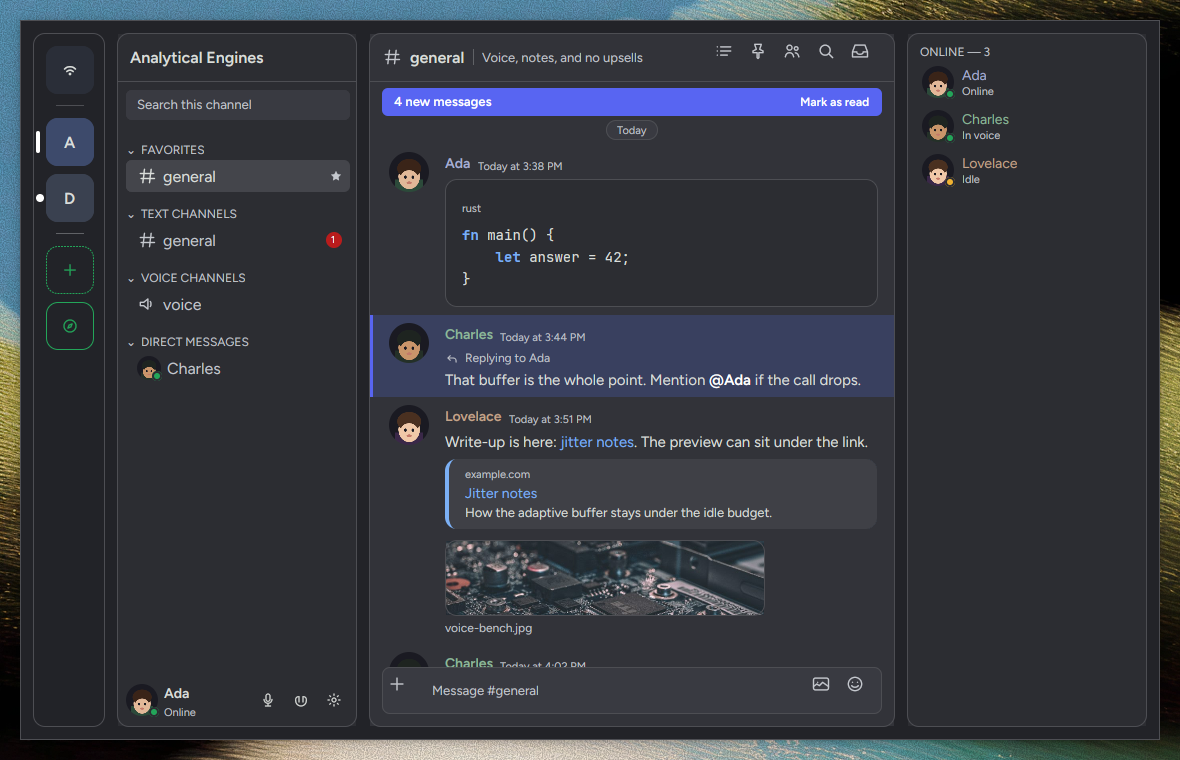 A
D
Analytical Engines
Search this channel
FAVORITES
# general
TEXT CHANNELS
# general
1
VOICE CHANNELS
voice
DIRECT MESSAGES
Charles
Ada
Online
# general
Voice, notes, and no upsells
4 new messages
Mark as read
Today
Ada Today at 3:38 PM
rust
fn main() {
    let answer = 42;
}
Charles Today at 3:44 PM
Replying to Ada
That buffer is the whole point. Mention @Ada if the call drops.
Lovelace Today at 3:51 PM
Write-up is here: jitter notes. The preview can sit under the link.
example.com
Jitter notes
How the adaptive buffer stays under the idle budget.
voice-bench.jpg
Charles Today at 4:02 PM
Message #general
ONLINE — 3
Ada
Online
Charles
In voice
Lovelace
Idle